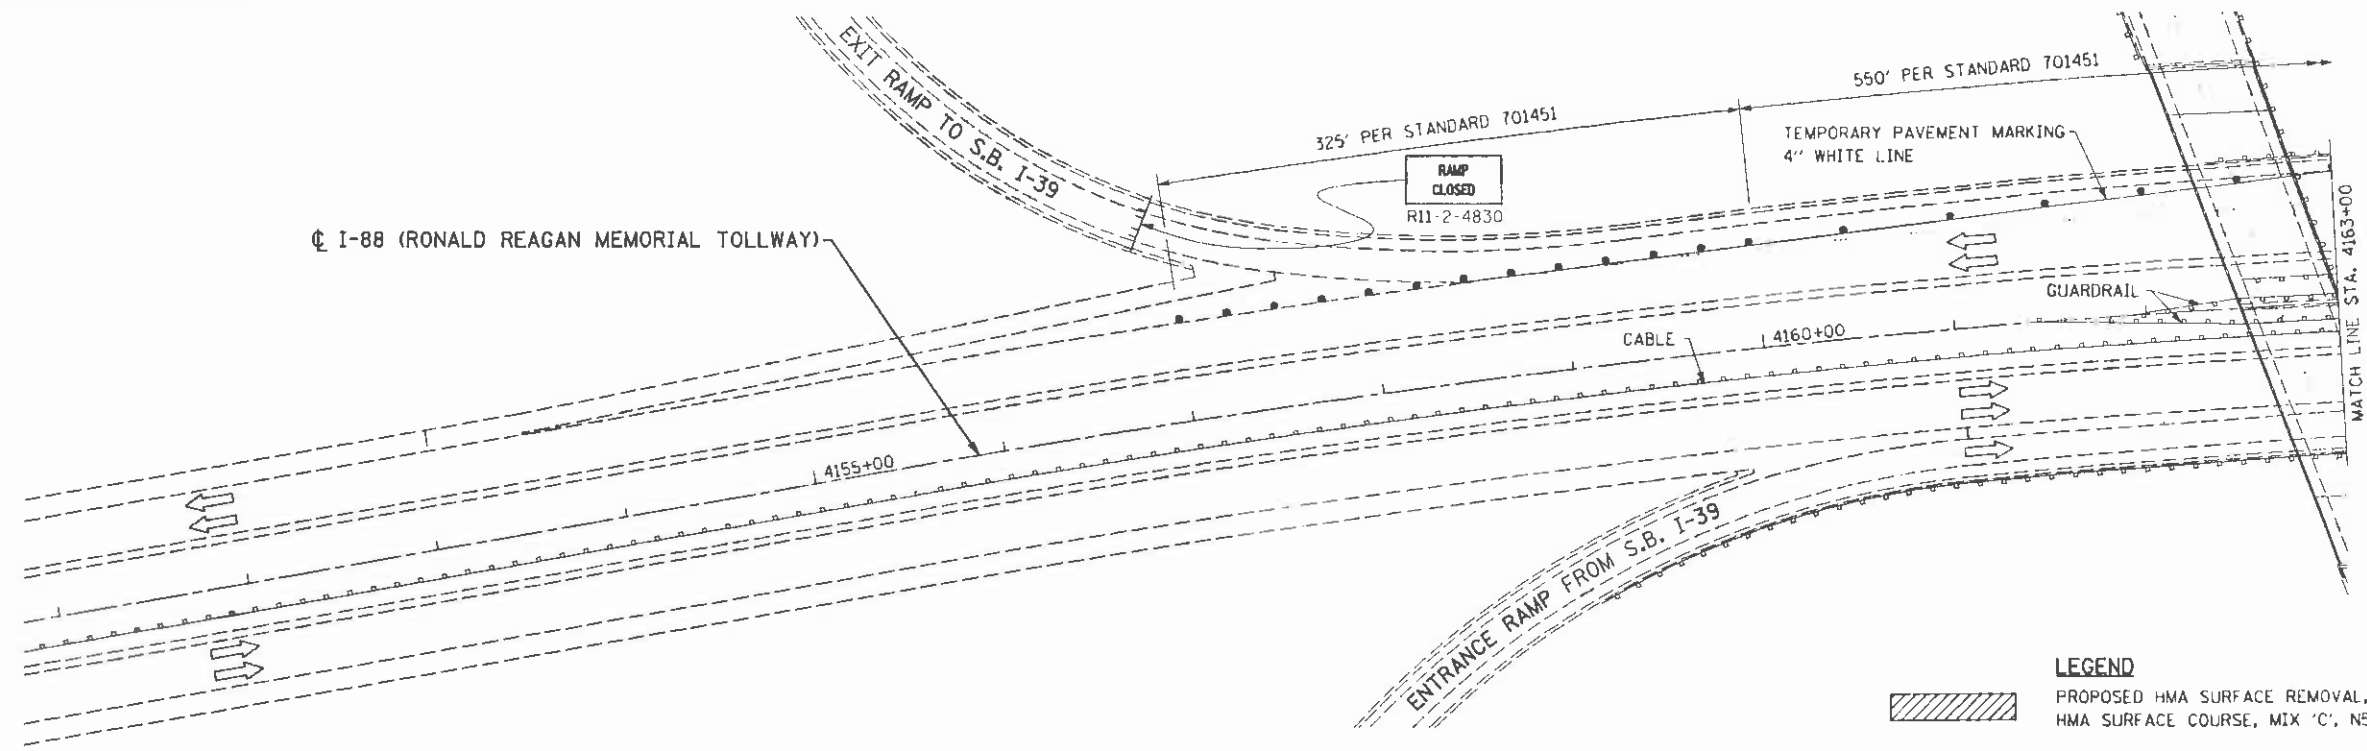 EXIT RAMP TO S.B. I-39
550' PER STANDARD 701451
325' PER STANDARD 701451
TEMPORARY PAVEMENT MARKING
4" WHITE LINE
RAMP
CLOSED
R11-2-4830
℄ I-88 (RONALD REAGAN MEMORIAL TOLLWAY)
MATCH LINE STA. 4163+00
GUARDRAIL
CABLE
4160+00
4155+00
ENTRANCE RAMP FROM S.B. I-39
LEGEND
PROPOSED HMA SURFACE REMOVAL,
HMA SURFACE COURSE, MIX 'C', N5